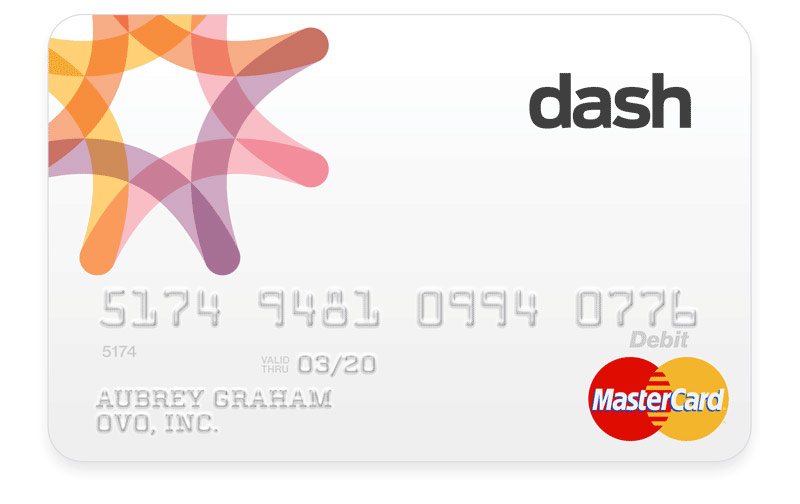 dash
5174 9481 0994 0776
Debit
5174
VALID THRU 03/20
AUBREY GRAHAM
OVO, INC.
MasterCard